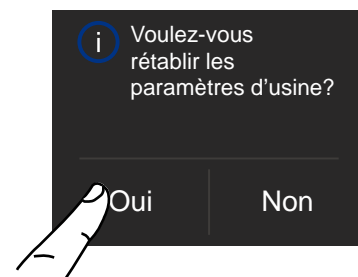 i
Voulez-vous
rétablir les
paramètres d'usine?
Oui
Non